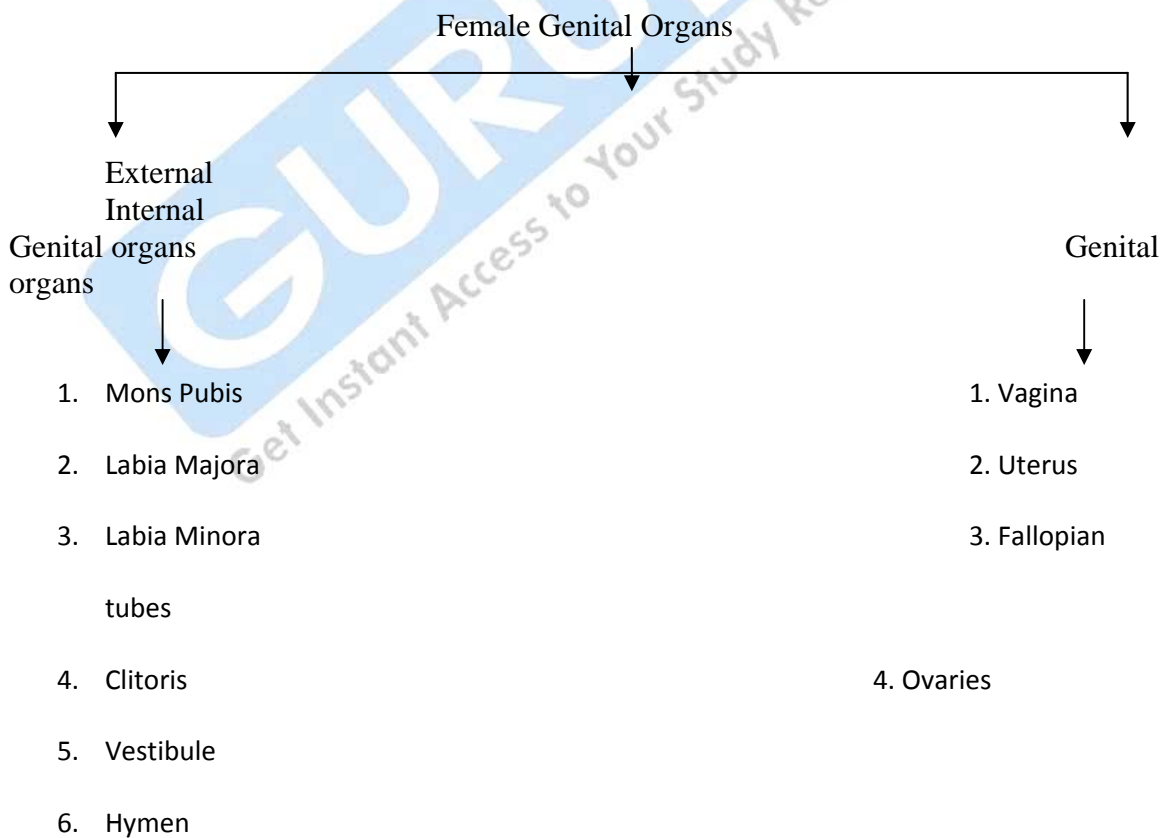 Female Genital Organs
External
Internal
Genital organs Genital
organs
1. Mons Pubis 1. Vagina
2. Labia Majora 2. Uterus
3. Labia Minora 3. Fallopian
tubes
4. Clitoris 4. Ovaries
5. Vestibule
6. Hymen
Get Instant Access to Your Study